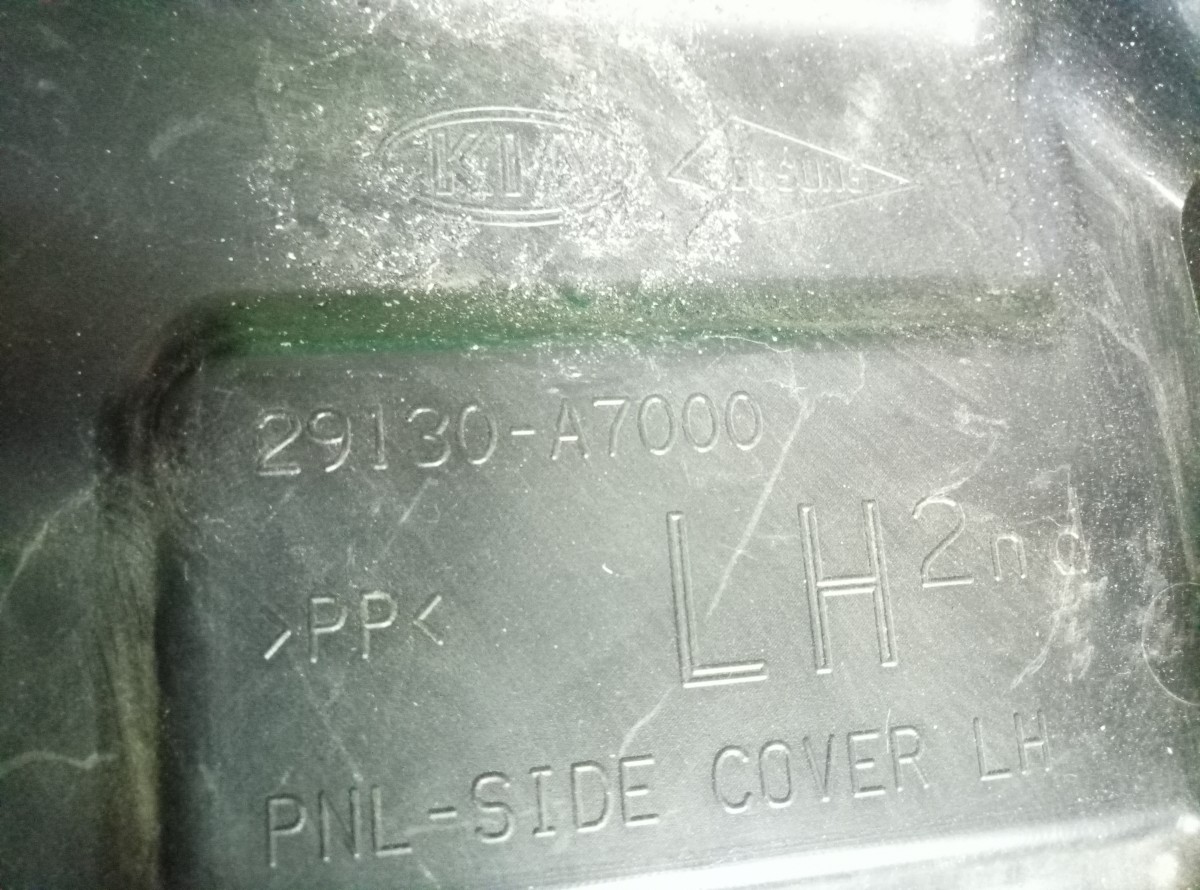 KIA
29130-A7000
LH 2nd
>PP<
PNL-SIDE COVER LH